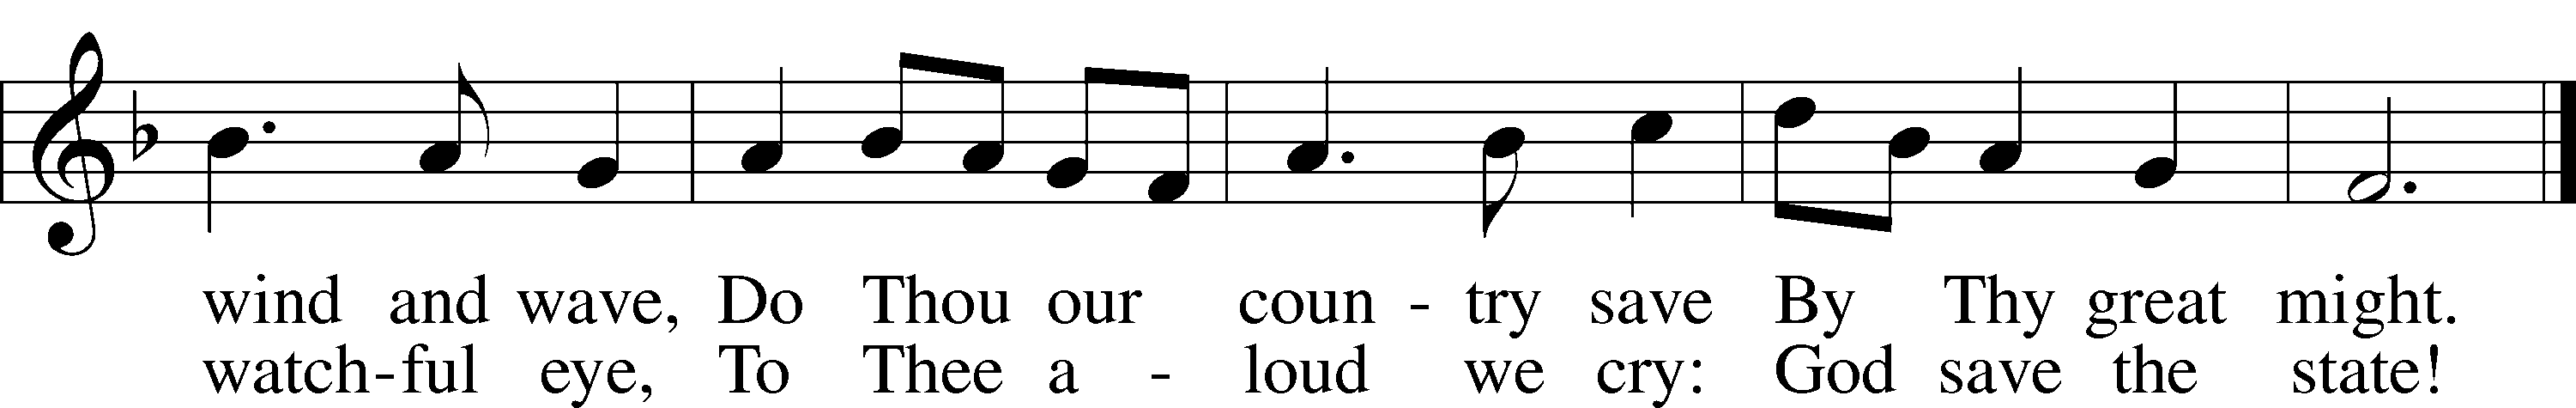 wind and wave, Do Thou our coun - try save By Thy great might.
watch-ful eye, To Thee a - loud we cry: God save the state!